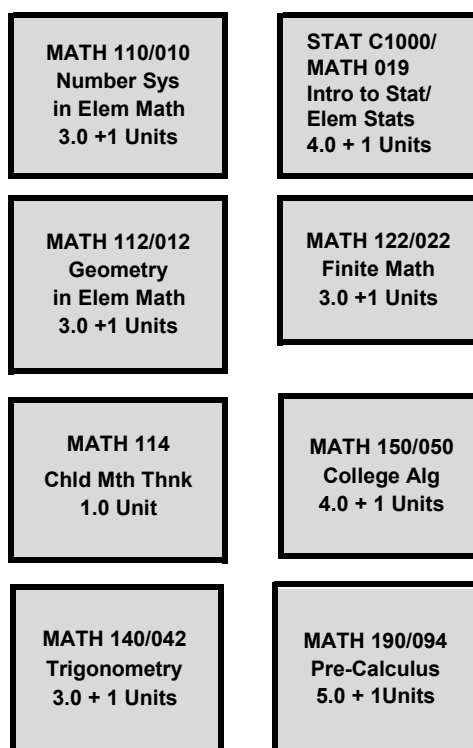 MATH 110/010
Number Sys
in Elem Math
3.0 +1 Units
STAT C1000/
MATH 019
Intro to Stat/
Elem Stats
4.0 + 1 Units
MATH 112/012
Geometry
in Elem Math
3.0 +1 Units
MATH 122/022
Finite Math
3.0 +1 Units
MATH 114
Chld Mth Thnk
1.0 Unit
MATH 150/050
College Alg
4.0 + 1 Units
MATH 140/042
Trigonometry
3.0 + 1 Units
MATH 190/094
Pre-Calculus
5.0 + 1Units